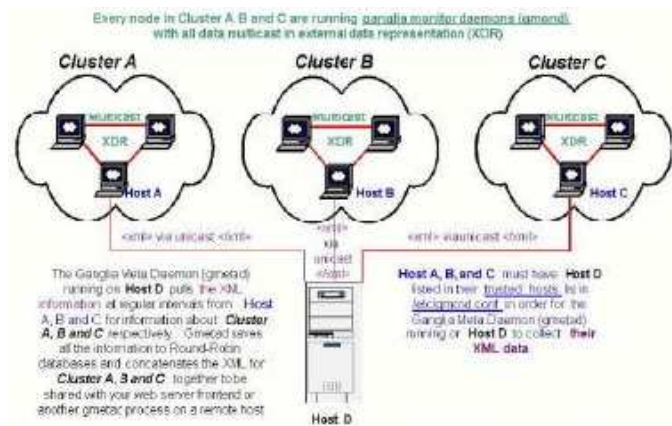 Every node in Cluster A B and C are running ganglia monitor daemons (gmond)
with all data multicast in external data representation (XDR)
Cluster A
Cluster B
Cluster C
Multicast
XDR
Host A
Multicast
XDR
Host B
Multicast
XDR
Host C
<xml> via unicast </xml>
<xml>
via
unicast
</xml>
<xml> via unicast </xml>
The Ganglia Meta Daemon (gmetad)
running on Host D pulls the XML
information at regular intervals from Host
A, B and C for information about Cluster
A, B and C respectively. Gmetad saves
all the information to Round-Robin
databases and concatenates the XML for
Cluster A, B and C together to be
shared with your web server frontend or
another gmetad process on a remote host
Host A, B, and C must have Host D
listed in their trusted_hosts list in
/etc/gmond.conf in order for the
Ganglia Meta Daemon (gmetad)
running on Host D to collect their
XML data
Host D